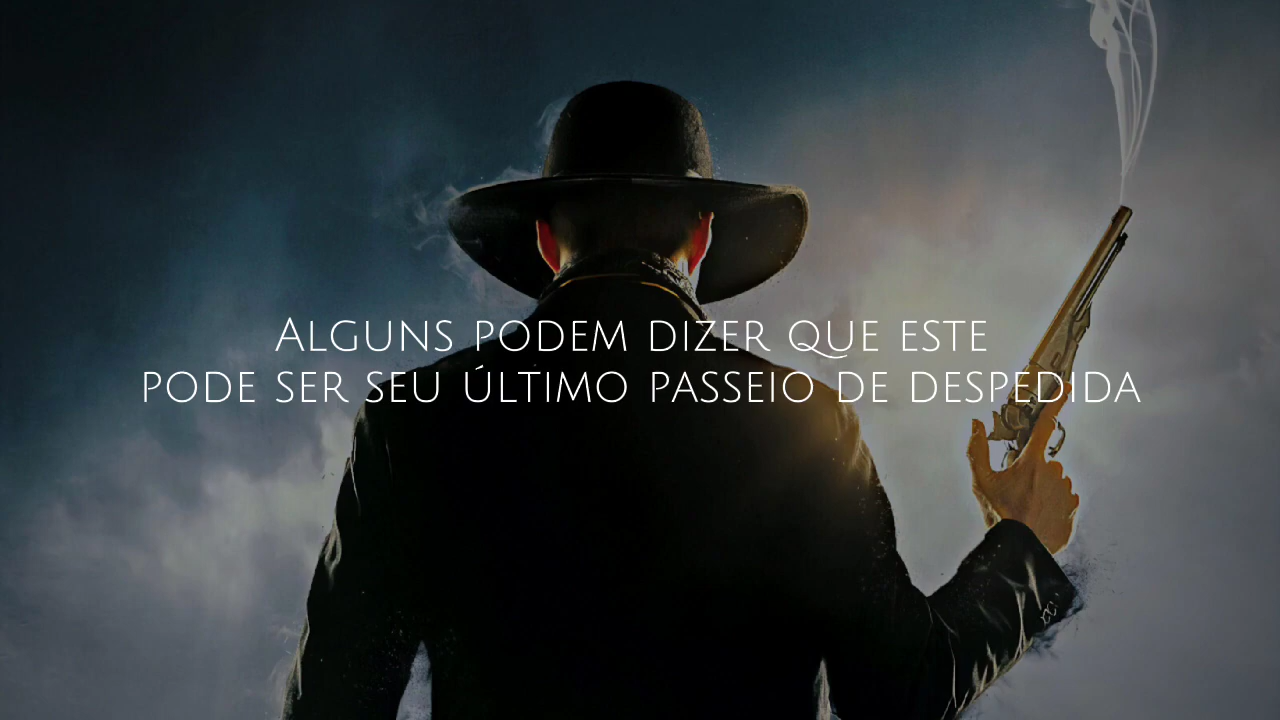 Alguns podem dizer que este
pode ser seu último passeio de despedida